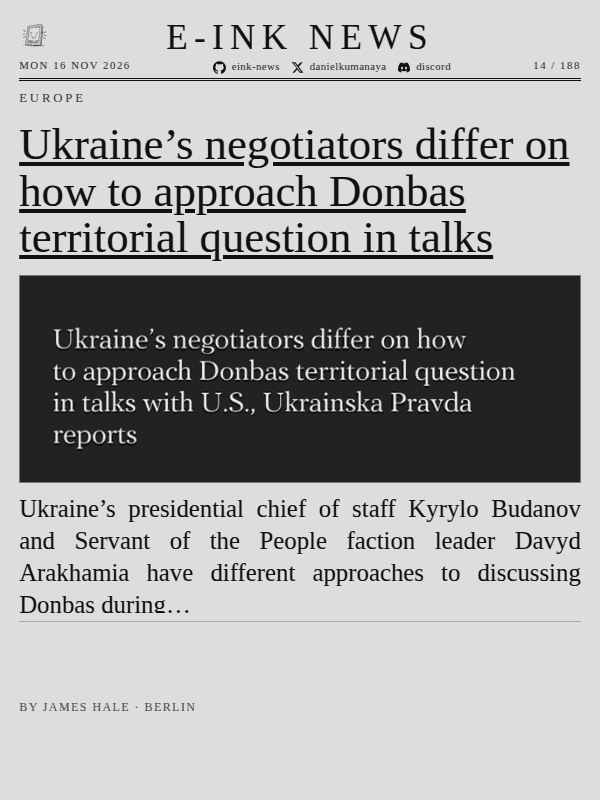 E-INK NEWS
MON 16 NOV 2026
eink-news danielkumanaya discord
14 / 188
EUROPE
Ukraine’s negotiators differ on
how to approach Donbas
territorial question in talks
Ukraine’s negotiators differ on how
to approach Donbas territorial question
in talks with U.S., Ukrainska Pravda
reports
Ukraine’s presidential chief of staff Kyrylo Budanov
and Servant of the People faction leader Davyd
Arakhamia have different approaches to discussing
Donbas during…
BY JAMES HALE · BERLIN